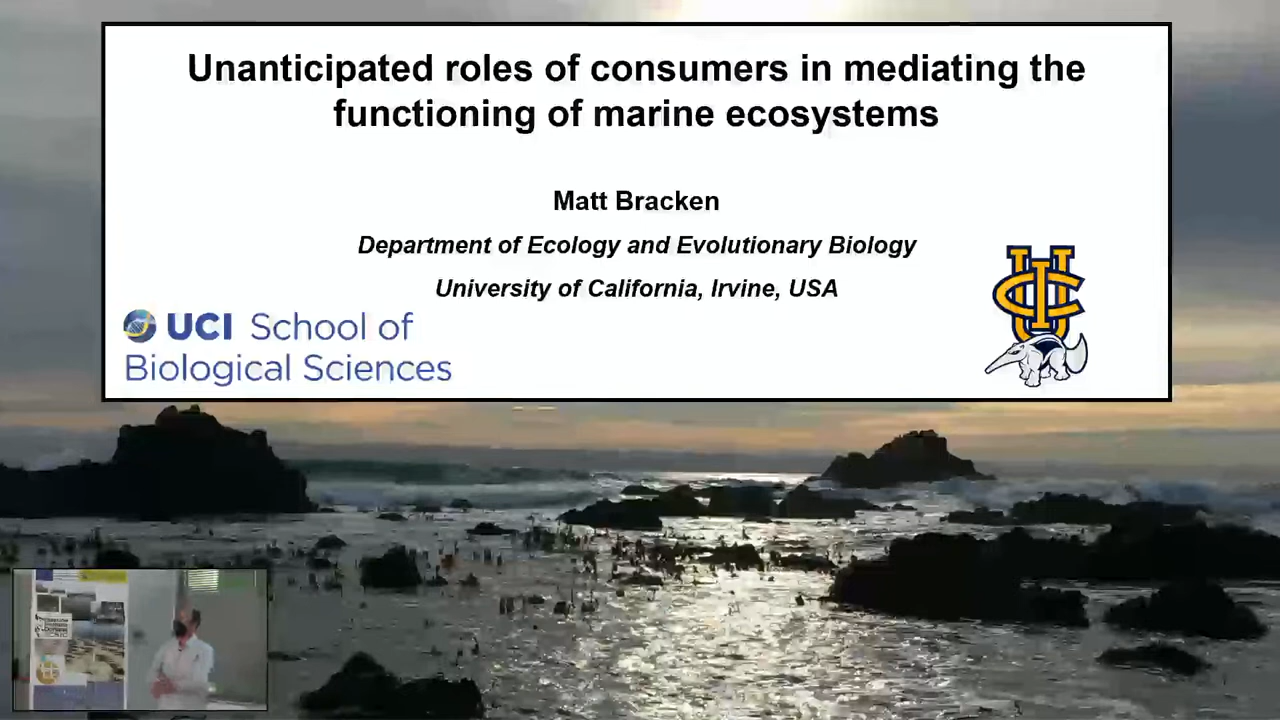 Unanticipated roles of consumers in mediating the
functioning of marine ecosystems
Matt Bracken
Department of Ecology and Evolutionary Biology
University of California, Irvine, USA
UCI School of
Biological Sciences
UCI